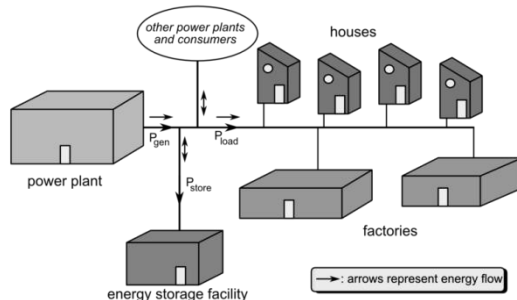 other power plants
and consumers
houses
P_gen
P_load
power plant
P_store
factories
energy storage facility
: arrows represent energy flow